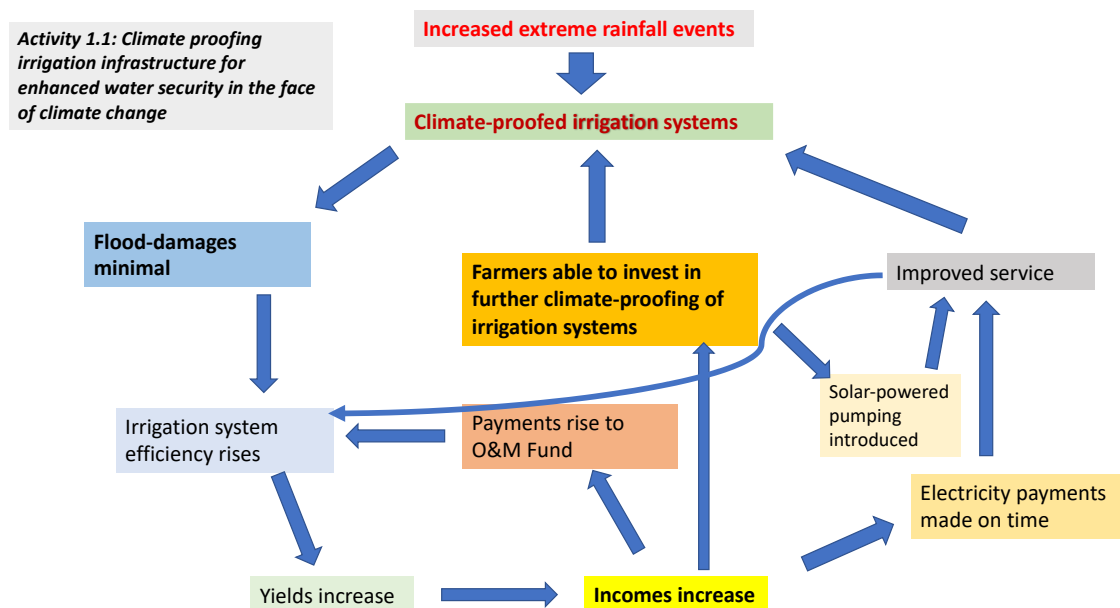 Increased extreme rainfall events
Activity 1.1: Climate proofing
irrigation infrastructure for
enhanced water security in the face
of climate change
Climate-proofed irrigation systems
Flood-damages
minimal
Farmers able to invest in
further climate-proofing of
irrigation systems
Improved service
Solar-powered
pumping
introduced
Irrigation system
efficiency rises
Payments rise to
O&M Fund
Electricity payments
made on time
Yields increase
Incomes increase